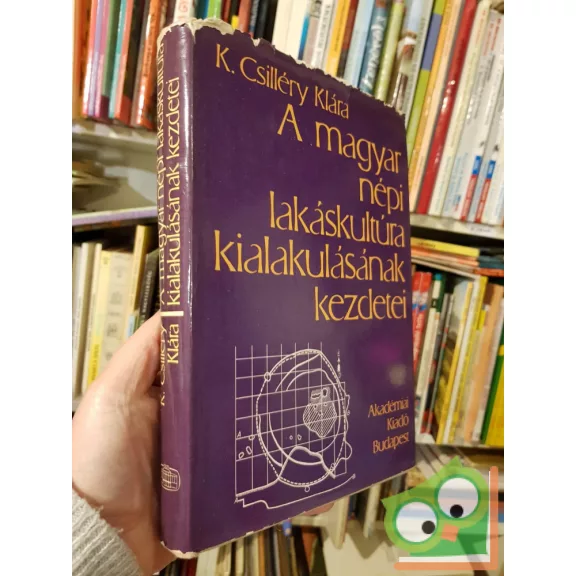 K. Csilléry Klára
A magyar
népi
lakáskultúra
kialakulásának
kezdetei
Akadémiai
Kiadó
Budapest
K. Csilléry
Klára
A magyar népi lakáskultúra
kialakulásának kezdetei